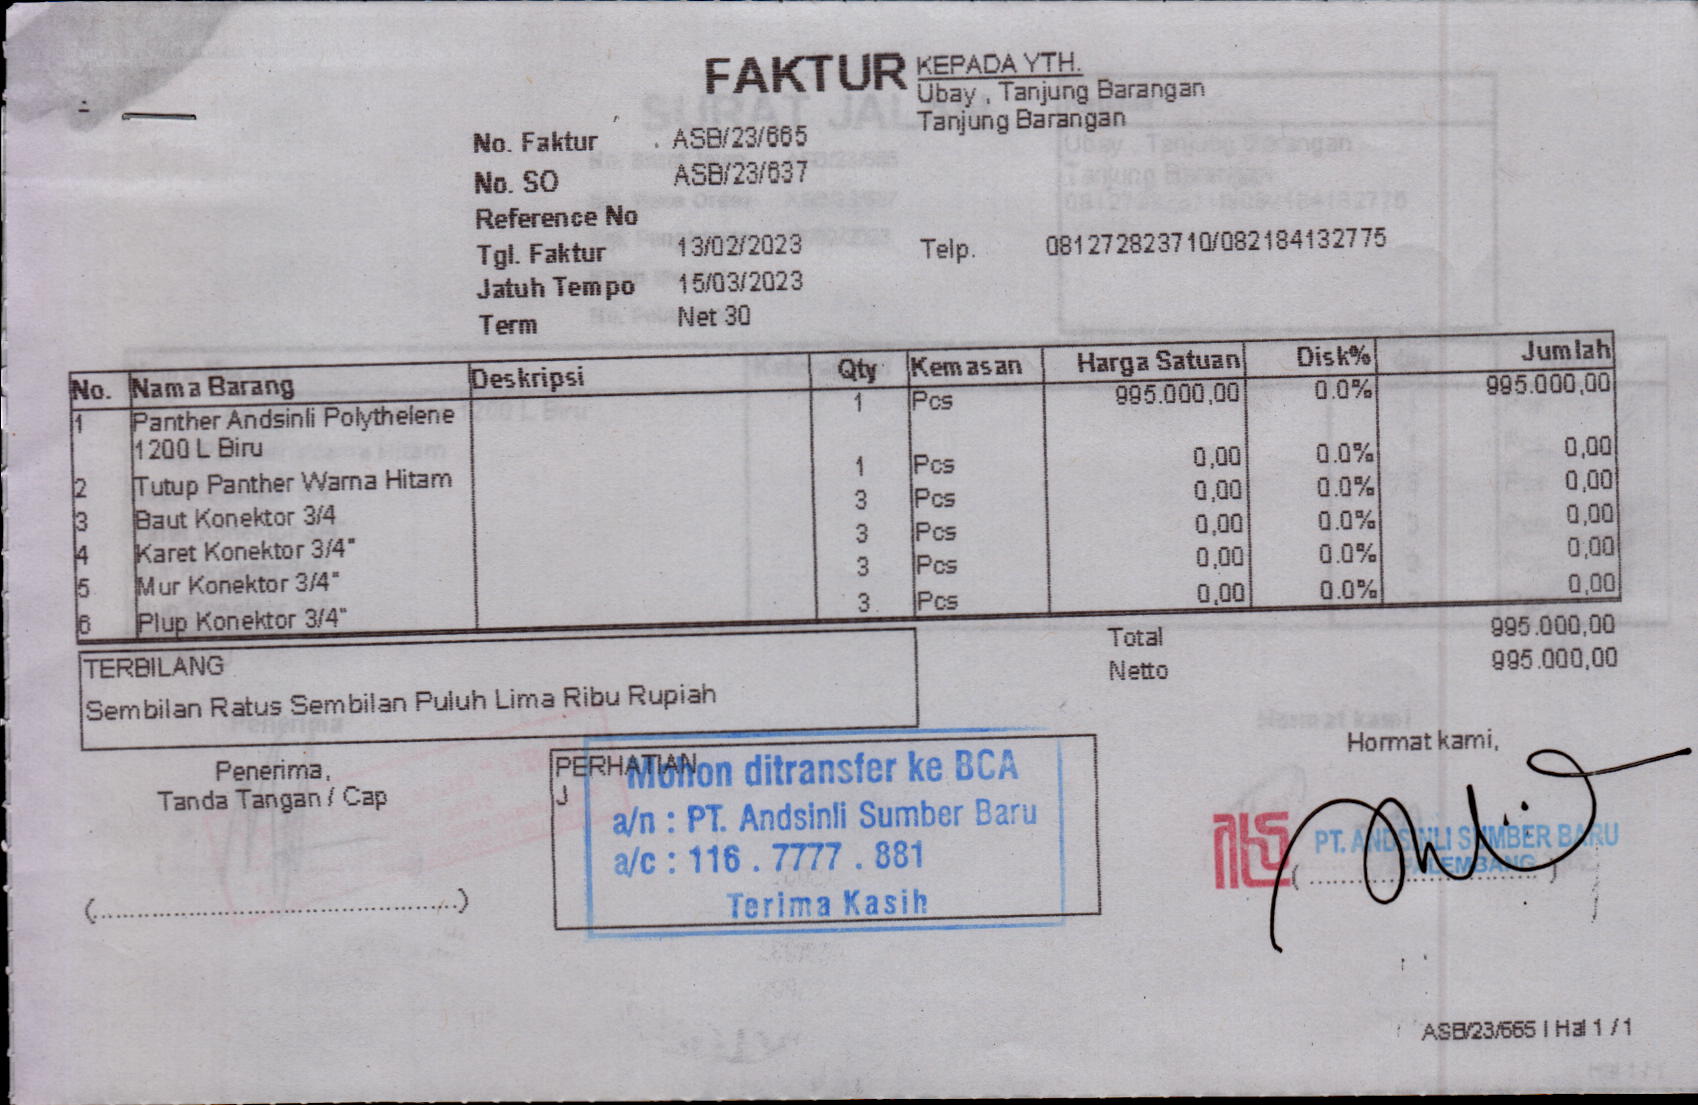 FAKTUR
KEPADA YTH.
Ubay , Tanjung Barangan
Tanjung Barangan
No. Faktur . ASB/23/665
No. SO ASB/23/637
Reference No
Tgl. Faktur 13/02/2023
Telp. 081272823710/082184132775
Jatuh Tempo 15/03/2023
Term Net 30
No. Nama Barang Deskripsi Qty Kemasan Harga Satuan Disk% Jumlah
1 Panther Andsinli Polythelene 1 Pcs 995.000,00 0.0% 995.000,00
1200 L Biru
2 Tutup Panther Warna Hitam 1 Pcs 0,00 0.0% 0,00
3 Baut Konektor 3/4 3 Pcs 0,00 0.0% 0,00
4 Karet Konektor 3/4" 3 Pcs 0,00 0.0% 0,00
5 Mur Konektor 3/4" 3 Pcs 0,00 0.0% 0,00
6 Plup Konektor 3/4" 3 Pcs 0,00 0.0% 0,00
Total 995.000,00
Netto 995.000,00
TERBILANG
Sembilan Ratus Sembilan Puluh Lima Ribu Rupiah
Penerima,
Tanda Tangan / Cap
(..................................................)
PERHATIAN
J
Mohon ditransfer ke BCA
a/n : PT. Andsinli Sumber Baru
a/c : 116 . 7777 . 881
Terima Kasih
Hormat kami,
PT. ANDSINLI SUMBER BARU
PALEMBANG
ASB/23/665 | Hal 1 / 1